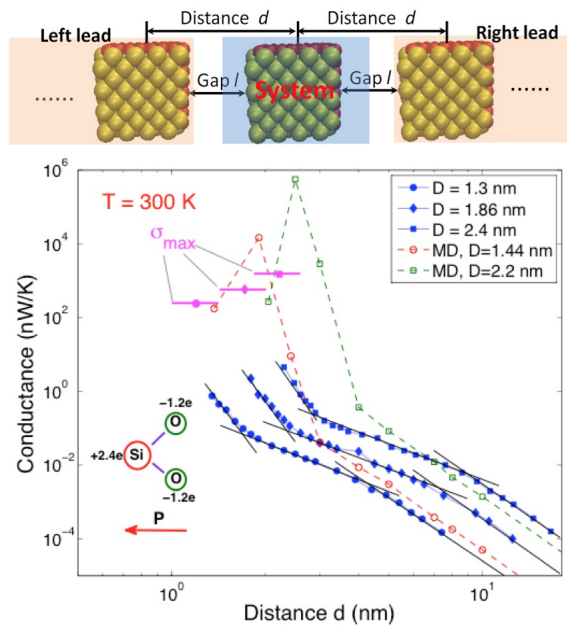 Distance d Distance d
Left lead Right lead
Gap l Gap l
...... System ......
10^6
T = 300 K
D = 1.3 nm
D = 1.86 nm
D = 2.4 nm
MD, D=1.44 nm
MD, D=2.2 nm
σmax
10^4
10^2
10^0
10^-2
10^-4
Conductance (nW/K)
-1.2e
O
Si
+2.4e
O
-1.2e
P
10^0 10^1
Distance d (nm)